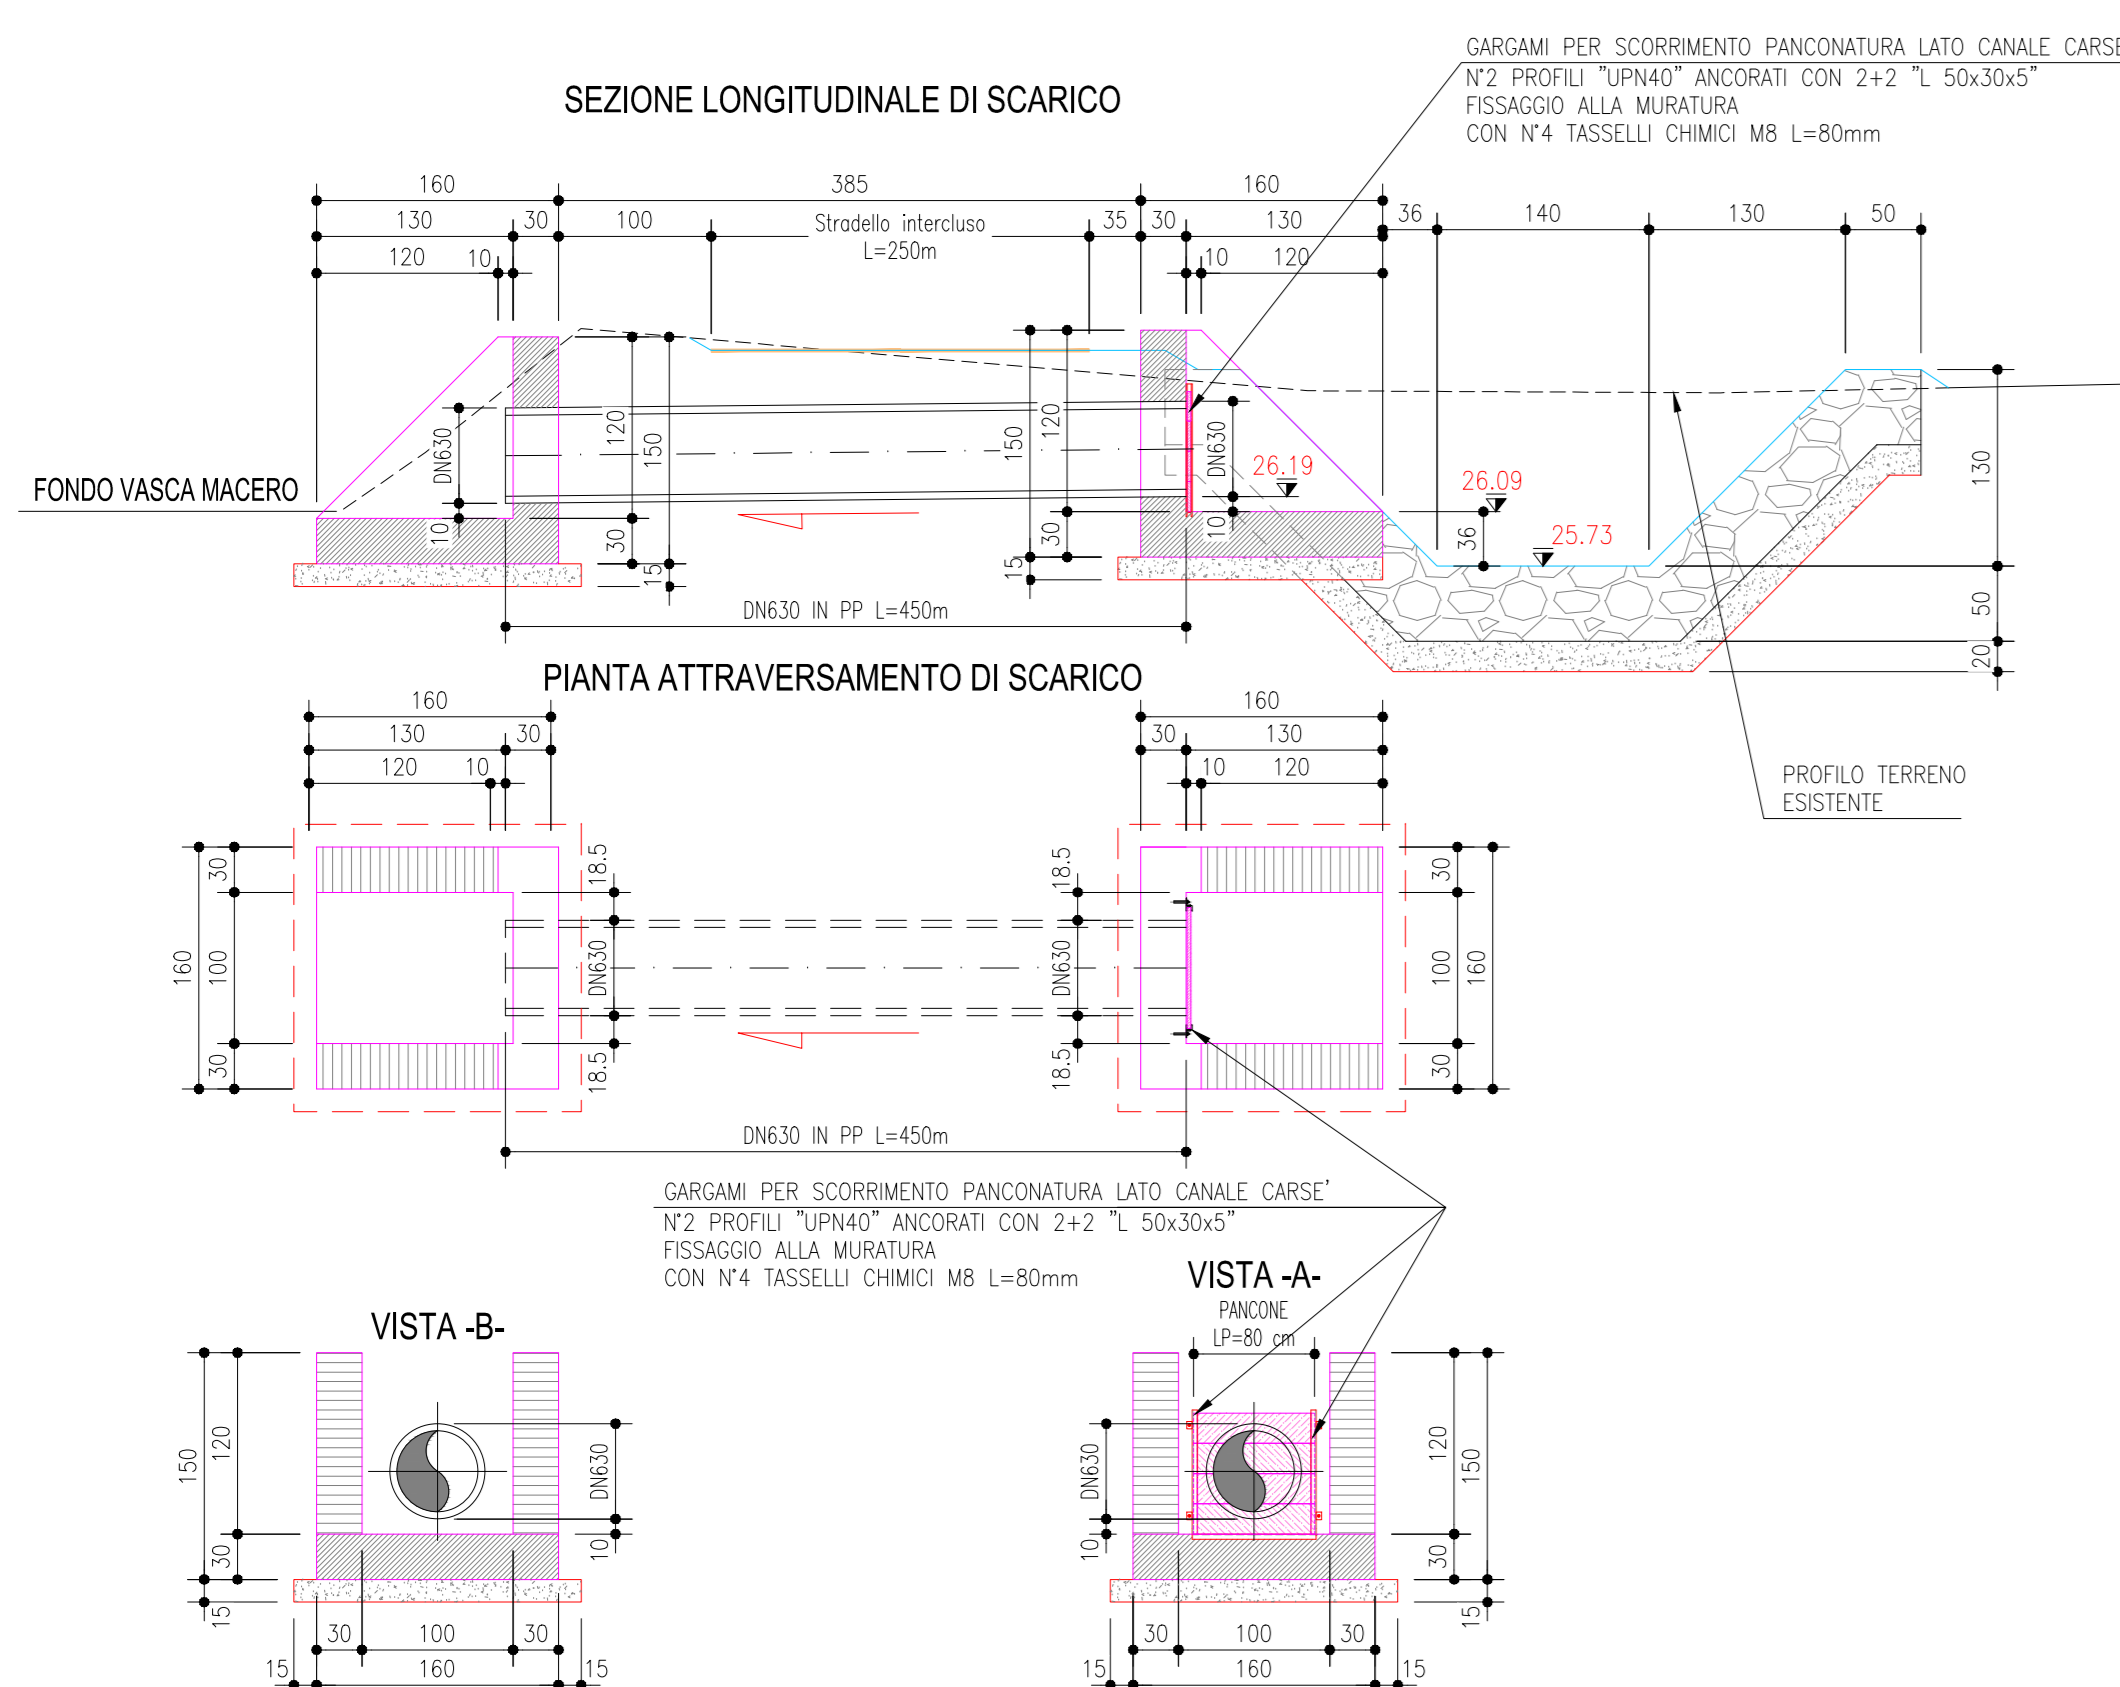 GARGAMI PER SCORRIMENTO PANCONATURA LATO CANALE CARSE
N°2 PROFILI "UPN40" ANCORATI CON 2+2 "L 50x30x5"
FISSAGGIO ALLA MURATURA
CON N°4 TASSELLI CHIMICI M8 L=80mm
SEZIONE LONGITUDINALE DI SCARICO
160 385 160
130 30 100 Stradello intercluso 35 30 130 36 140 130 50
L=250m
120 10 10 120
DN630 120 150 150 120 DN630
26.19
26.09
FONDO VASCA MACERO
130
10 30 15 15 30 10 36
25.73
50
20
DN630 IN PP L=450m
PIANTA ATTRAVERSAMENTO DI SCARICO
160 160
130 30 30 130
120 10 10 120
PROFILO TERRENO
ESISTENTE
30 18.5 18.5 30
160 100 DN630 DN630 100 160
30 18.5 18.5 30
DN630 IN PP L=450m
GARGAMI PER SCORRIMENTO PANCONATURA LATO CANALE CARSE'
N°2 PROFILI "UPN40" ANCORATI CON 2+2 "L 50x30x5"
FISSAGGIO ALLA MURATURA
CON N°4 TASSELLI CHIMICI M8 L=80mm
VISTA -A-
PANCONE
LP=80 cm
VISTA -B-
150 120 DN630 DN630 120 150
30 10 10 30
15 15
30 100 30 30 100 30
15 160 15 15 160 15